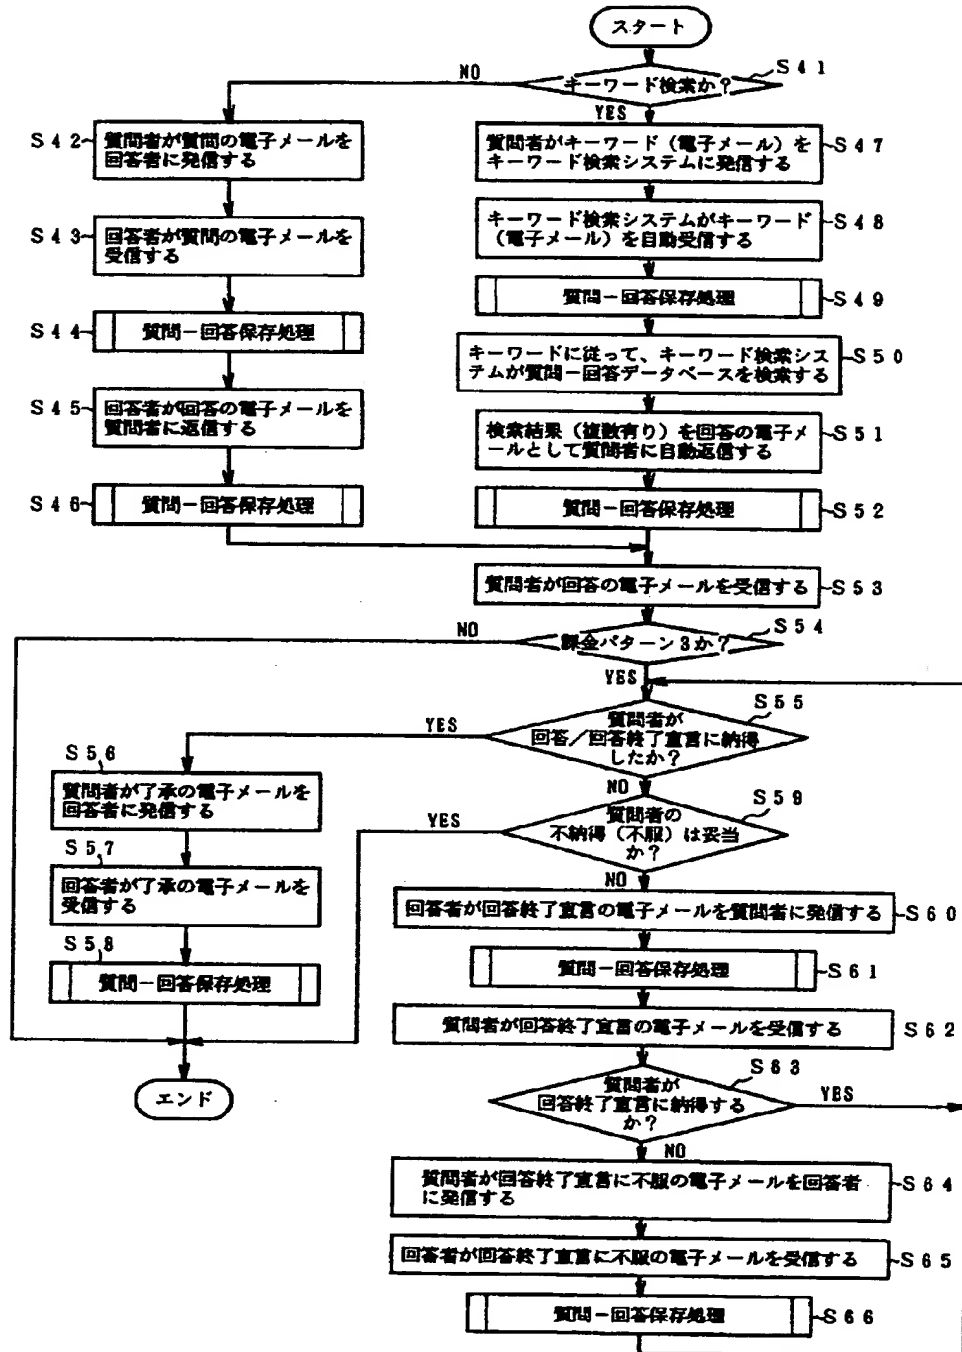 スタート
S41
キーワード検索か?
NO
YES
S42
質問者が質問の電子メールを
回答者に発信する
S43
回答者が質問の電子メールを
受信する
S44
質問-回答保存処理
S45
回答者が回答の電子メールを
質問者に返信する
S46
質問-回答保存処理
質問者がキーワード(電子メール)を
キーワード検索システムに発信する
S47
キーワード検索システムがキーワード
(電子メール)を自動受信する
S48
質問-回答保存処理
S49
キーワードに従って、キーワード検索シス
テムが質問-回答データベースを検索する
S50
検索結果(複数有り)を回答の電子メ
ールとして質問者に自動返信する
S51
質問-回答保存処理
S52
質問者が回答の電子メールを受信する
S53
S54
課金パターン3か?
NO
YES
S55
質問者が
回答/回答終了宣言に納得
したか?
YES
NO
S56
質問者が了承の電子メールを
回答者に発信する
S57
回答者が了承の電子メールを
受信する
S58
質問-回答保存処理
エンド
S59
質問者の
不納得(不服)は妥当
か?
YES
NO
回答者が回答終了宣言の電子メールを質問者に発信する
S60
質問-回答保存処理
S61
質問者が回答終了宣言の電子メールを受信する
S62
S63
質問者が
回答終了宣言に納得する
か?
YES
NO
質問者が回答終了宣言に不服の電子メールを回答者
に発信する
S64
回答者が回答終了宣言に不服の電子メールを受信する
S65
質問-回答保存処理
S66